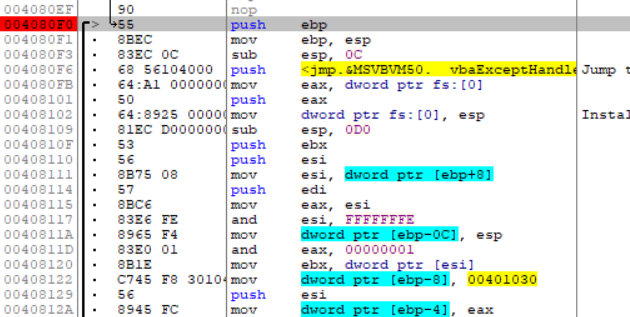 004080EF 90 nop
004080F0 > 55 push ebp
004080F1 . 8BEC mov ebp, esp
004080F3 . 83EC 0C sub esp, 0C
004080F6 . 68 56104000 push <jmp.&MSVBVM50.__vbaExceptHandle Jump t
004080FB . 64:A1 0000000 mov eax, dword ptr fs:[0]
00408101 . 50 push eax
00408102 . 64:8925 0000 mov dword ptr fs:[0], esp Instal
00408109 . 81EC D0000000 sub esp, 0D0
0040810F . 53 push ebx
00408110 . 56 push esi
00408111 . 8B75 08 mov esi, dword ptr [ebp+8]
00408114 . 57 push edi
00408115 . 8BC6 mov eax, esi
00408117 . 83E6 FE and esi, FFFFFFFE
0040811A . 8965 F4 mov dword ptr [ebp-0C], esp
0040811D . 83E0 01 and eax, 00000001
00408120 . 8B1E mov ebx, dword ptr [esi]
00408122 . C745 F8 3010 mov dword ptr [ebp-8], 00401030
00408129 . 56 push esi
0040812A . 8945 FC mov dword ptr [ebp-4], eax